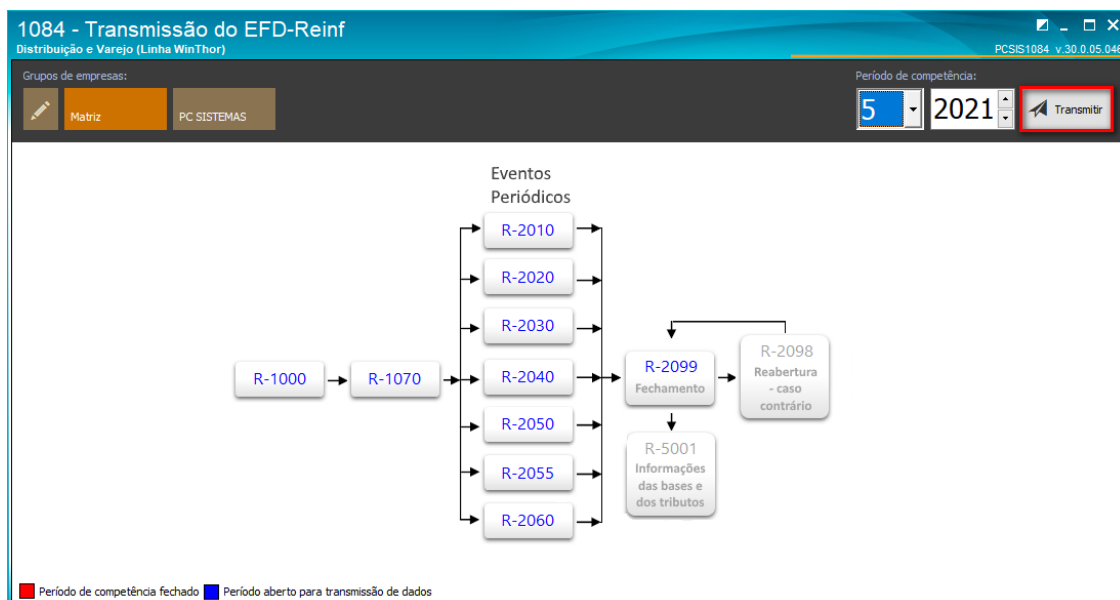 1084 - Transmissão do EFD-Reinf
Distribuição e Varejo (Linha WinThor)
PCSIS1084 v.30.0.05.046
Grupos de empresas:
Matriz
PC SISTEMAS
Período de competência:
5
2021
Transmitir
Eventos
Periódicos
R-2010
R-2020
R-2030
R-1000
R-1070
R-2040
R-2050
R-2055
R-2060
R-2099
Fechamento
R-2098
Reabertura
- caso
contrário
R-5001
Informações
das bases e
dos tributos
Período de competência fechado
Período aberto para transmissão de dados